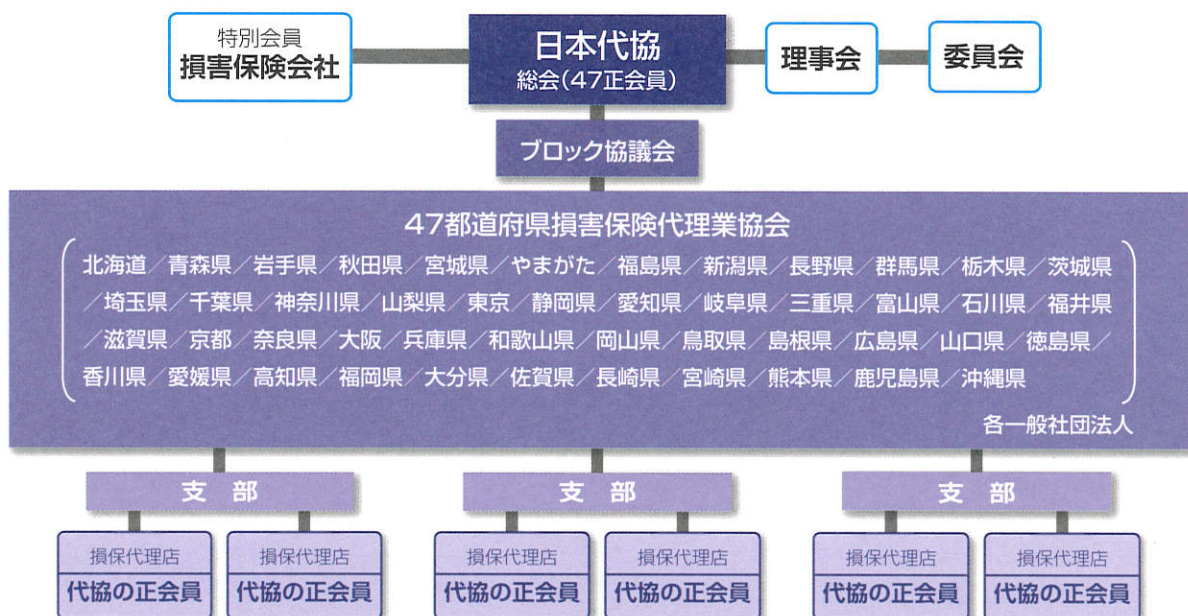 特別会員
損害保険会社
日本代協
総会(47正会員)
理事会
委員会
ブロック協議会
47都道府県損害保険代理業協会
北海道／青森県／岩手県／秋田県／宮城県／やまがた／福島県／新潟県／長野県／群馬県／栃木県／茨城県
／埼玉県／千葉県／神奈川県／山梨県／東京／静岡県／愛知県／岐阜県／三重県／富山県／石川県／福井県
／滋賀県／京都／奈良県／大阪／兵庫県／和歌山県／岡山県／鳥取県／島根県／広島県／山口県／徳島県／
香川県／愛媛県／高知県／福岡県／大分県／佐賀県／長崎県／宮崎県／熊本県／鹿児島県／沖縄県
各一般社団法人
支部
支部
支部
損保代理店
代協の正会員
損保代理店
代協の正会員
損保代理店
代協の正会員
損保代理店
代協の正会員
損保代理店
代協の正会員
損保代理店
代協の正会員